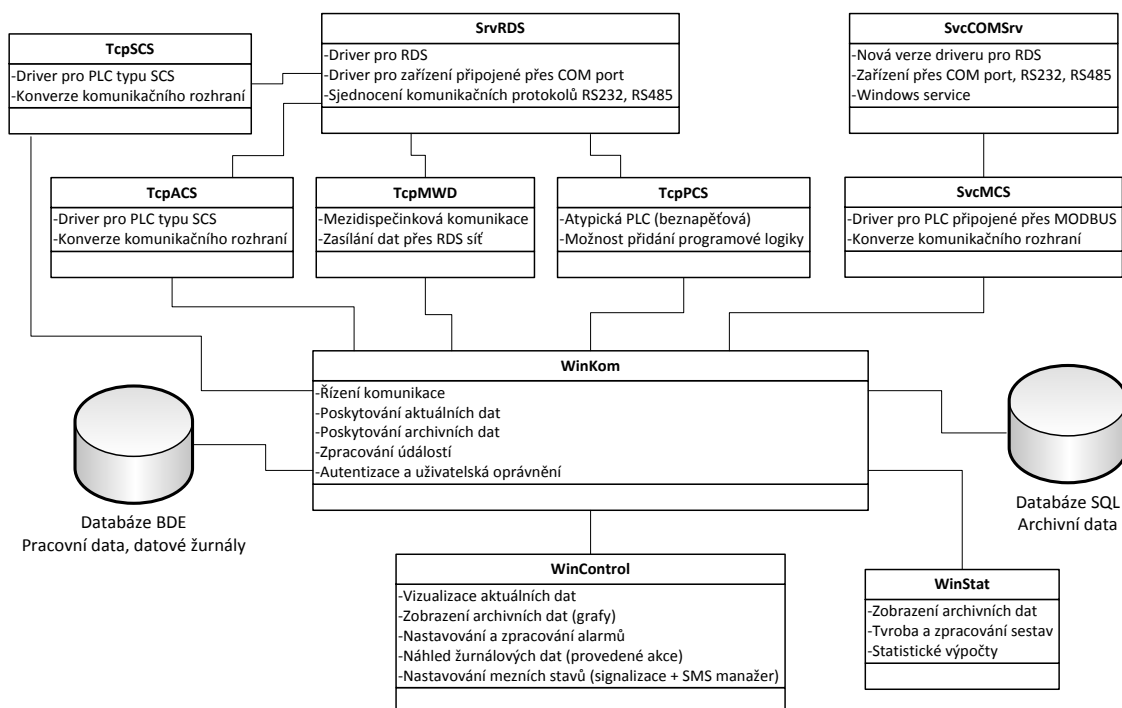 TcpSCS
-Driver pro PLC typu SCS
-Konverze komunikačního rozhraní
SrvRDS
-Driver pro RDS
-Driver pro zařízení připojené přes COM port
-Sjednocení komunikačních protokolů RS232, RS485
SvcCOMSrv
-Nová verze driveru pro RDS
-Zařízení přes COM port, RS232, RS485
-Windows service
TcpACS
-Driver pro PLC typu SCS
-Konverze komunikačního rozhraní
TcpMWD
-Mezidispečinková komunikace
-Zasílání dat přes RDS síť
TcpPCS
-Atypická PLC (beznapěťová)
-Možnost přidání programové logiky
SvcMCS
-Driver pro PLC připojené přes MODBUS
-Konverze komunikačního rozhraní
WinKom
-Řízení komunikace
-Poskytování aktuálních dat
-Poskytování archivních dat
-Zpracování údálostí
-Autentizace a uživatelská oprávnění
Databáze BDE
Pracovní data, datové žurnály
Databáze SQL
Archivní data
WinControl
-Vizualizace aktuálních dat
-Zobrazení archivních dat (grafy)
-Nastavování a zpracování alarmů
-Náhled žurnálových dat (provedené akce)
-Nastavování mezních stavů (signalizace + SMS manažer)
WinStat
-Zobrazení archivních dat
-Tvroba a zpracování sestav
-Statistické výpočty